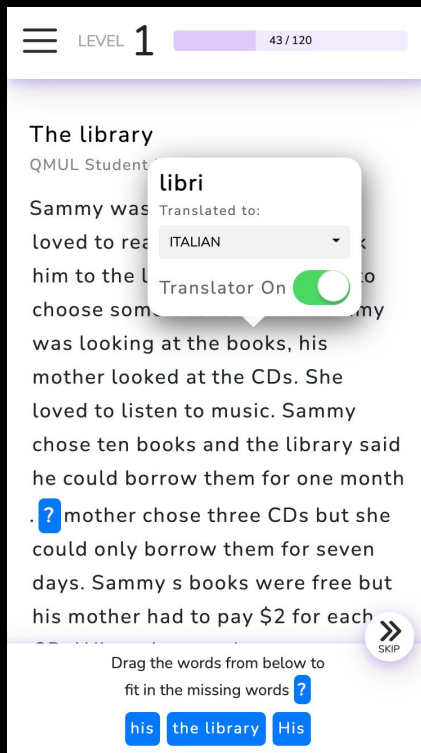 LEVEL 1
43 / 120
The library
QMUL Student
libri
Translated to:
ITALIAN
Translator On
Sammy was
loved to
him to the
choose
was looking at the books, his
mother looked at the CDs. She
loved to listen to music. Sammy
chose ten books and the library said
he could borrow them for one month
. ? mother chose three CDs but she
could only borrow them for seven
days. Sammy s books were free but
his mother had to pay $2 for each
SKIP
Drag the words from below to
fit in the missing words ?
his the library His